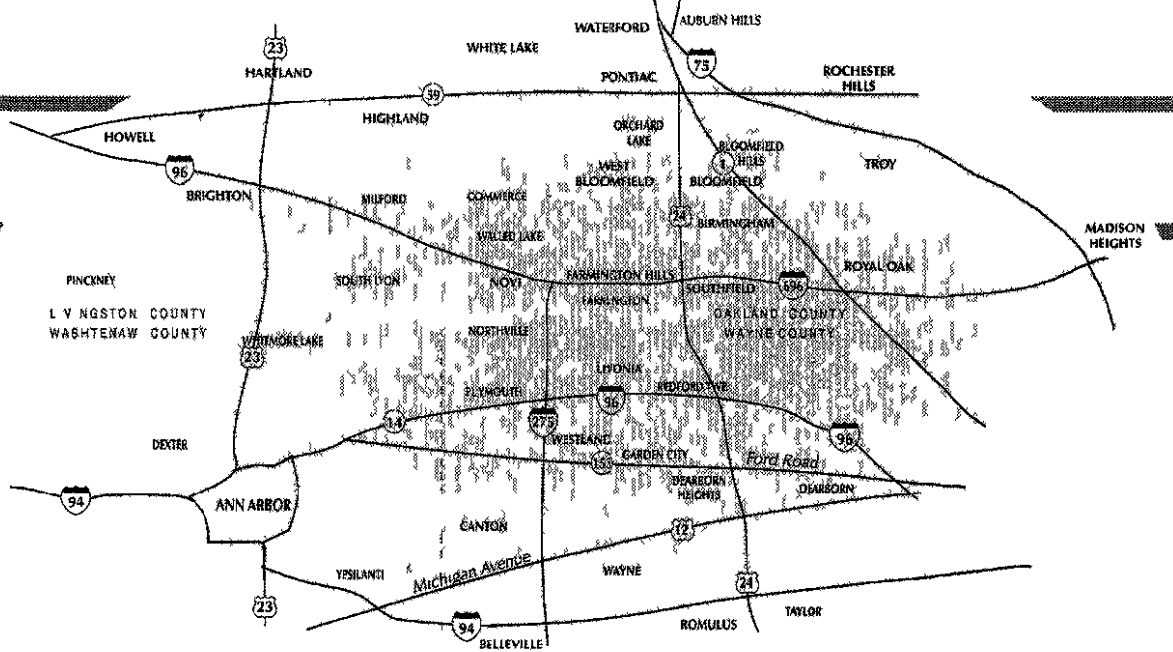 AUBURN HILLS
WATERFORD
23
WHITE LAKE
75
HARTLAND
PONTIAC
ROCHESTER
HILLS
59
HIGHLAND
ORCHARD
LAKE
HOWELL
BLOOMFIELD
HILLS
1
TROY
96
WEST
BLOOMFIELD
BLOOMFIELD
BRIGHTON
MILFORD
COMMERCE
24
BIRMINGHAM
MADISON
HEIGHTS
WALLED LAKE
ROYAL OAK
PINCKNEY
SOUTH LYON
NOVI
FARMINGTON HILLS
SOUTHFIELD
696
FARMINGTON
L V NGSTON COUNTY
WASHTENAW COUNTY
OAKLAND COUNTY
WAYNE COUNTY
NORTHVILLE
WHITMORE LAKE
23
LIVONIA
PLYMOUTH
96
REDFORD TWP.
14
275
96
DEXTER
WESTLAND
GARDEN CITY
153
Ford Road
DEARBORN
HEIGHTS
DEARBORN
94
ANN ARBOR
CANTON
12
Michigan Avenue
YPSILANTI
WAYNE
24
23
94
TAYLOR
ROMULUS
BELLEVILLE